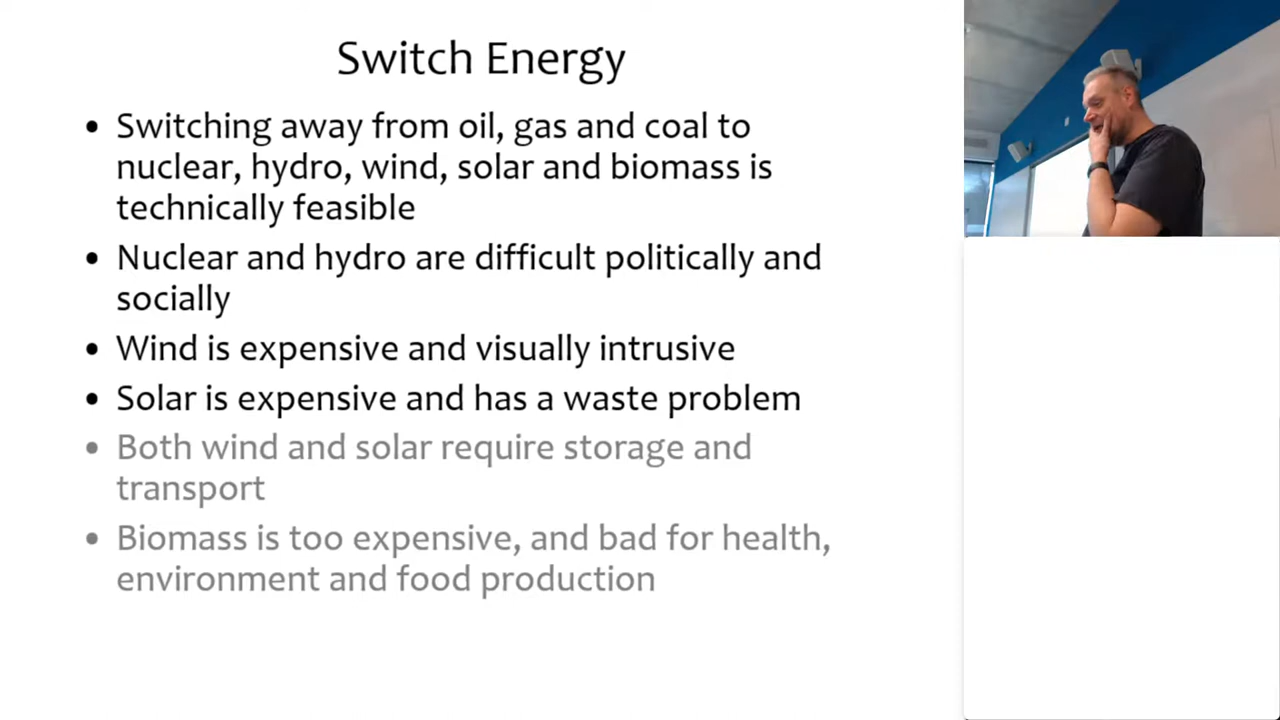 Switch Energy
• Switching away from oil, gas and coal to
nuclear, hydro, wind, solar and biomass is
technically feasible
• Nuclear and hydro are difficult politically and
socially
• Wind is expensive and visually intrusive
• Solar is expensive and has a waste problem
• Both wind and solar require storage and
transport
• Biomass is too expensive, and bad for health,
environment and food production